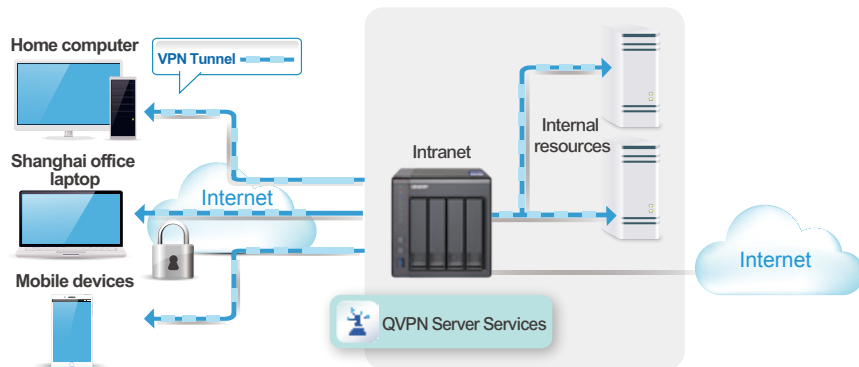 Home computer
VPN Tunnel
Shanghai office
laptop
Internet
Mobile devices
Intranet
Internal
resources
QVPN Server Services
Internet